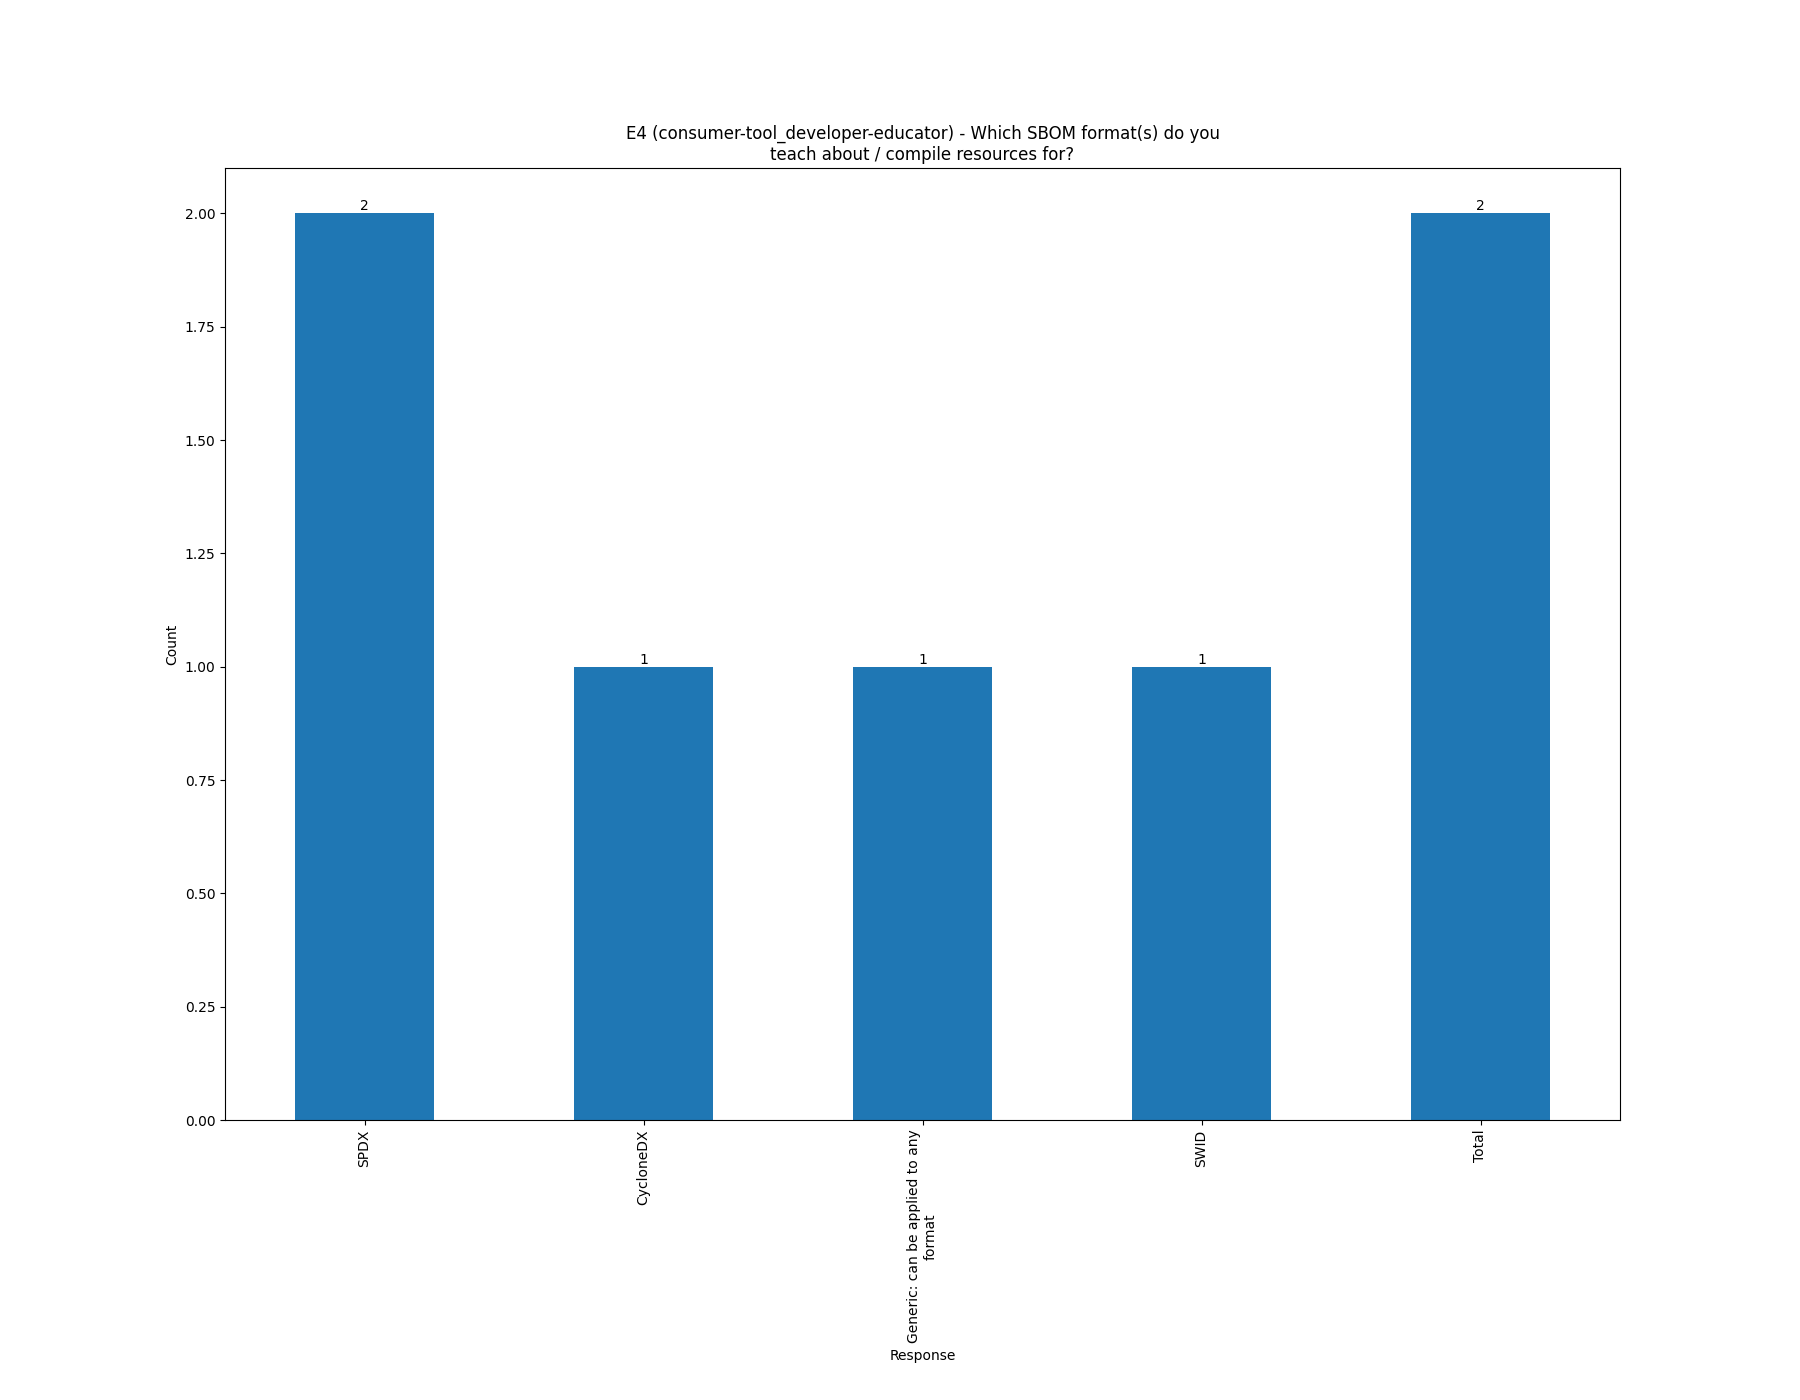 E4 (consumer-tool_developer-educator) - Which SBOM format(s) do you
teach about / compile resources for?
2
2
2.00
1.75
1.50
1.25
1
1
1
1.00
0.75
0.50
0.25
0.00
Count
SPDX
CycloneDX
Generic: can be applied to any
format
SWID
Total
Response